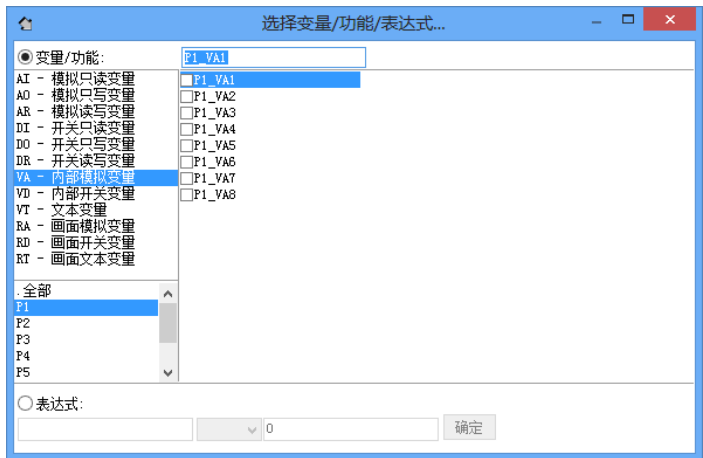 选择变量/功能/表达式...
变量/功能:
P1_VA1
AI - 模拟只读变量
AO - 模拟只写变量
AR - 模拟读写变量
DI - 开关只读变量
DO - 开关只写变量
DR - 开关读写变量
VA - 内部模拟变量
VD - 内部开关变量
VT - 文本变量
RA - 画面模拟变量
RD - 画面开关变量
RT - 画面文本变量
P1_VA1
P1_VA2
P1_VA3
P1_VA4
P1_VA5
P1_VA6
P1_VA7
P1_VA8
.全部
P1
P2
P3
P4
P5
表达式:
0
确定